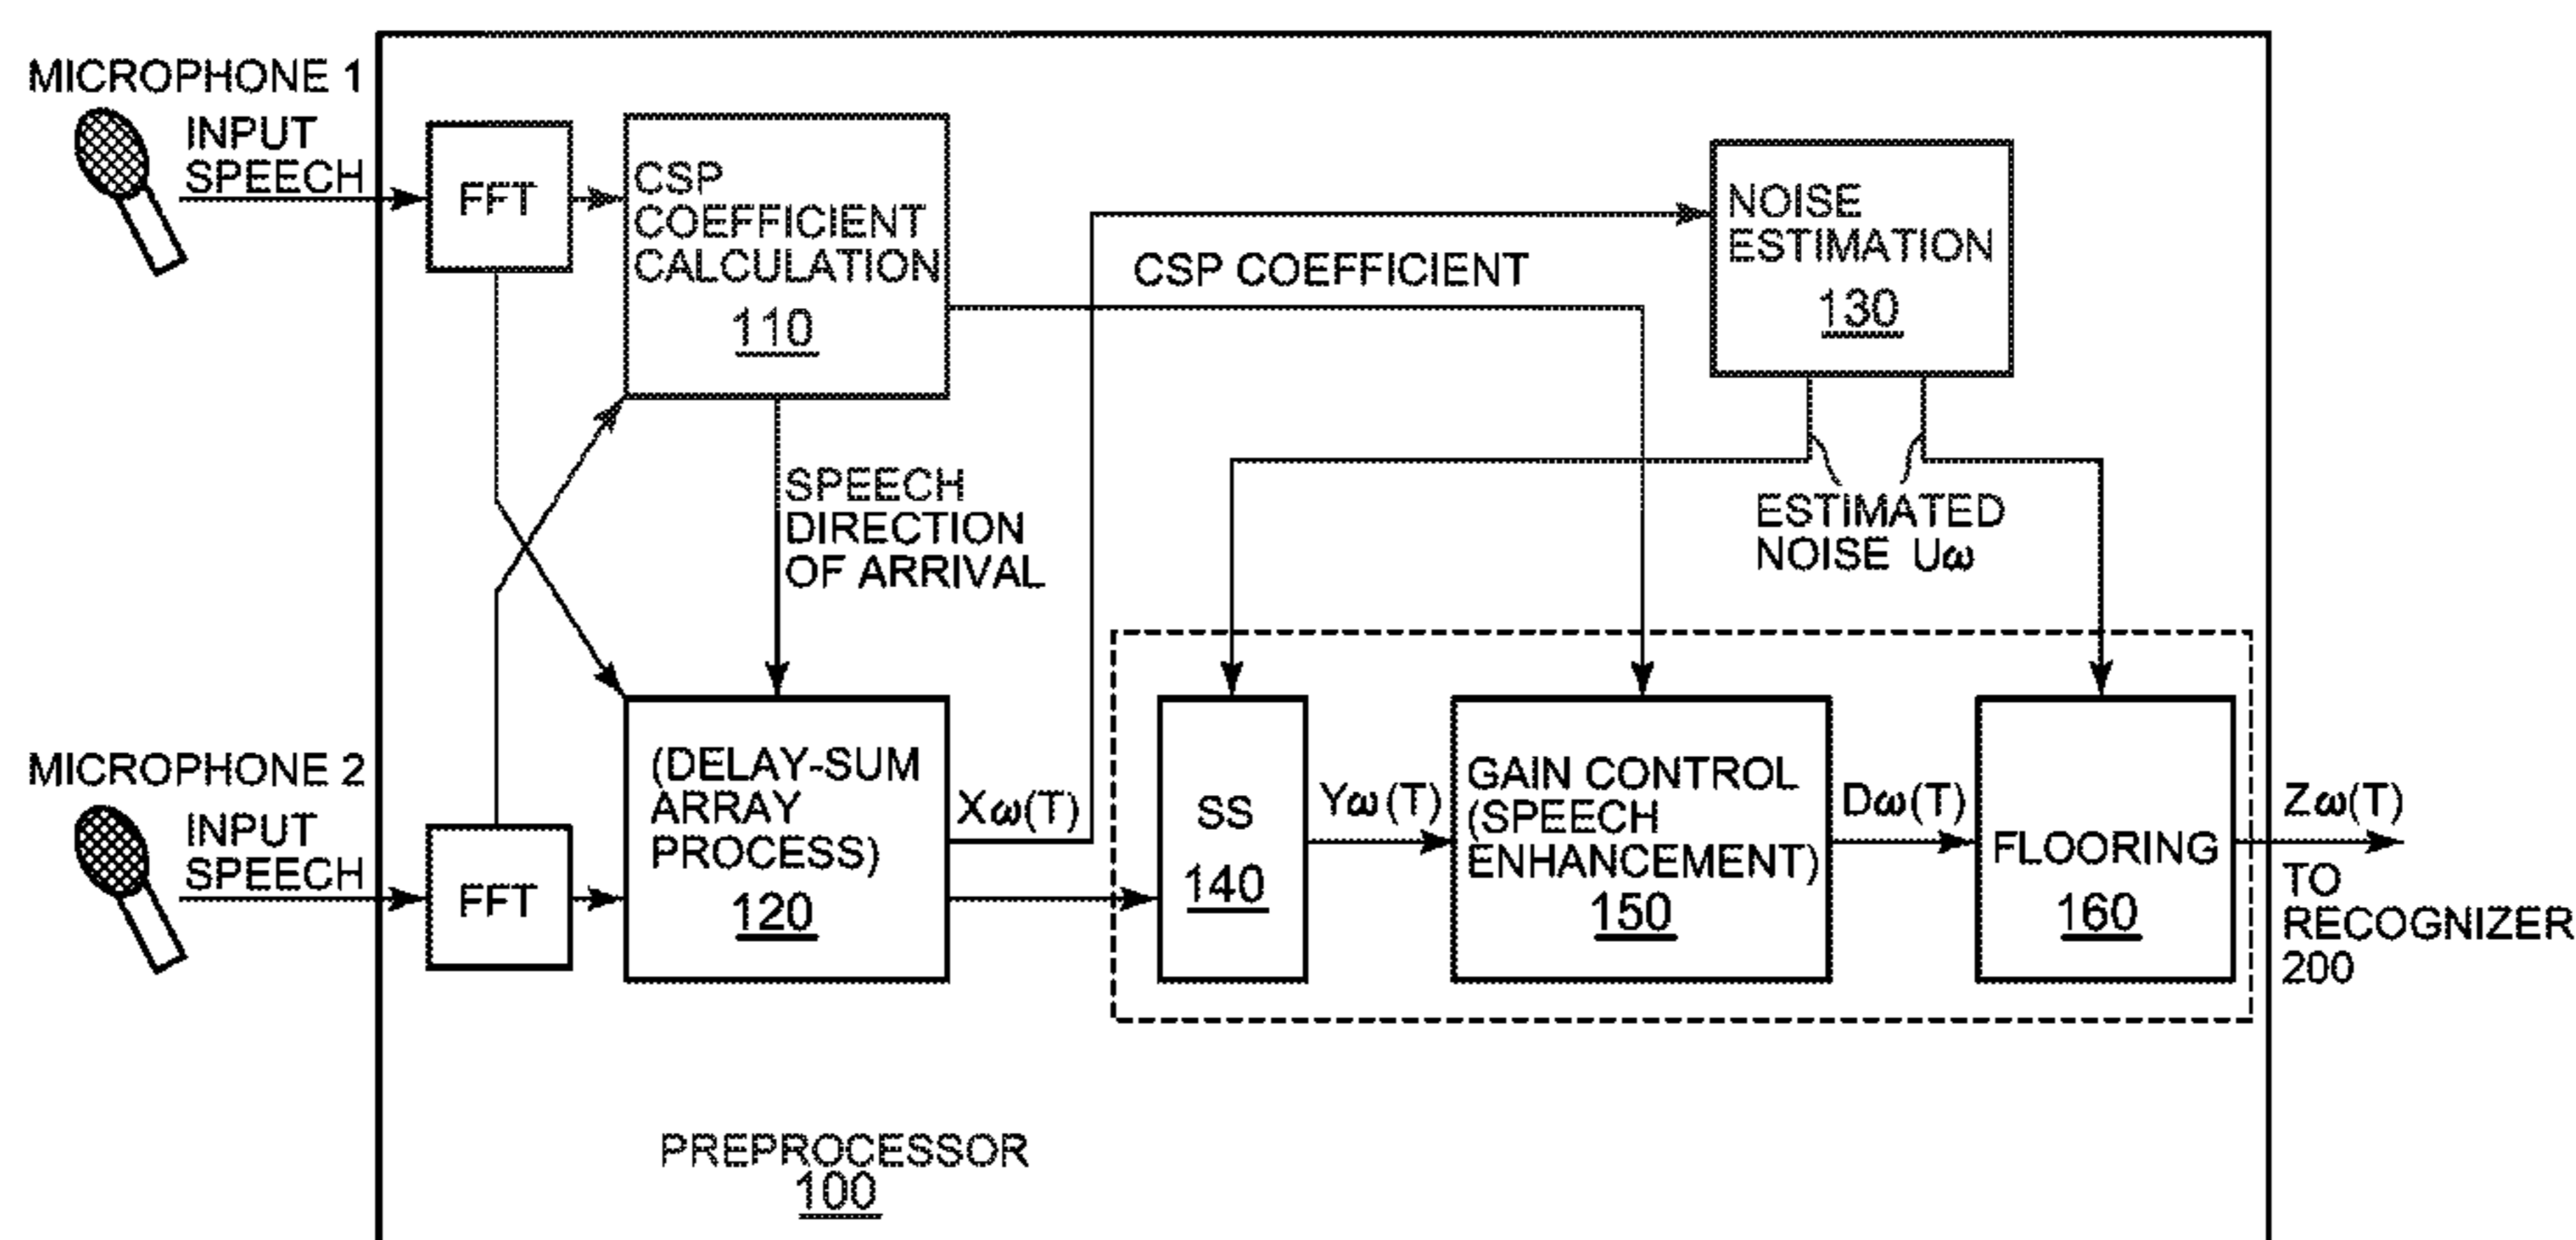 MICROPHONE 1
INPUT
SPEECH
FFT
CSP
COEFFICIENT
CALCULATION
110
CSP COEFFICIENT
NOISE
ESTIMATION
130
SPEECH
DIRECTION
OF ARRIVAL
ESTIMATED
NOISE Uω
MICROPHONE 2
INPUT
SPEECH
FFT
(DELAY-SUM
ARRAY
PROCESS)
120
Xω(T)
SS
140
Yω(T)
GAIN CONTROL
(SPEECH
ENHANCEMENT)
150
Dω(T)
FLOORING
160
Zω(T)
TO
RECOGNIZER
200
PREPROCESSOR
100